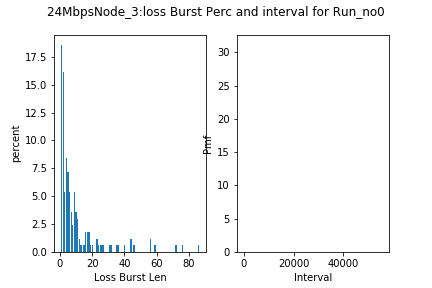 24MbpsNode_3:loss Burst Perc and interval for Run_no0
percent
17.5
15.0
12.5
10.0
7.5
5.0
2.5
0.0
0 20 40 60 80
Loss Burst Len
Pmf
30
25
20
15
10
5
0
0 20000 40000
Interval